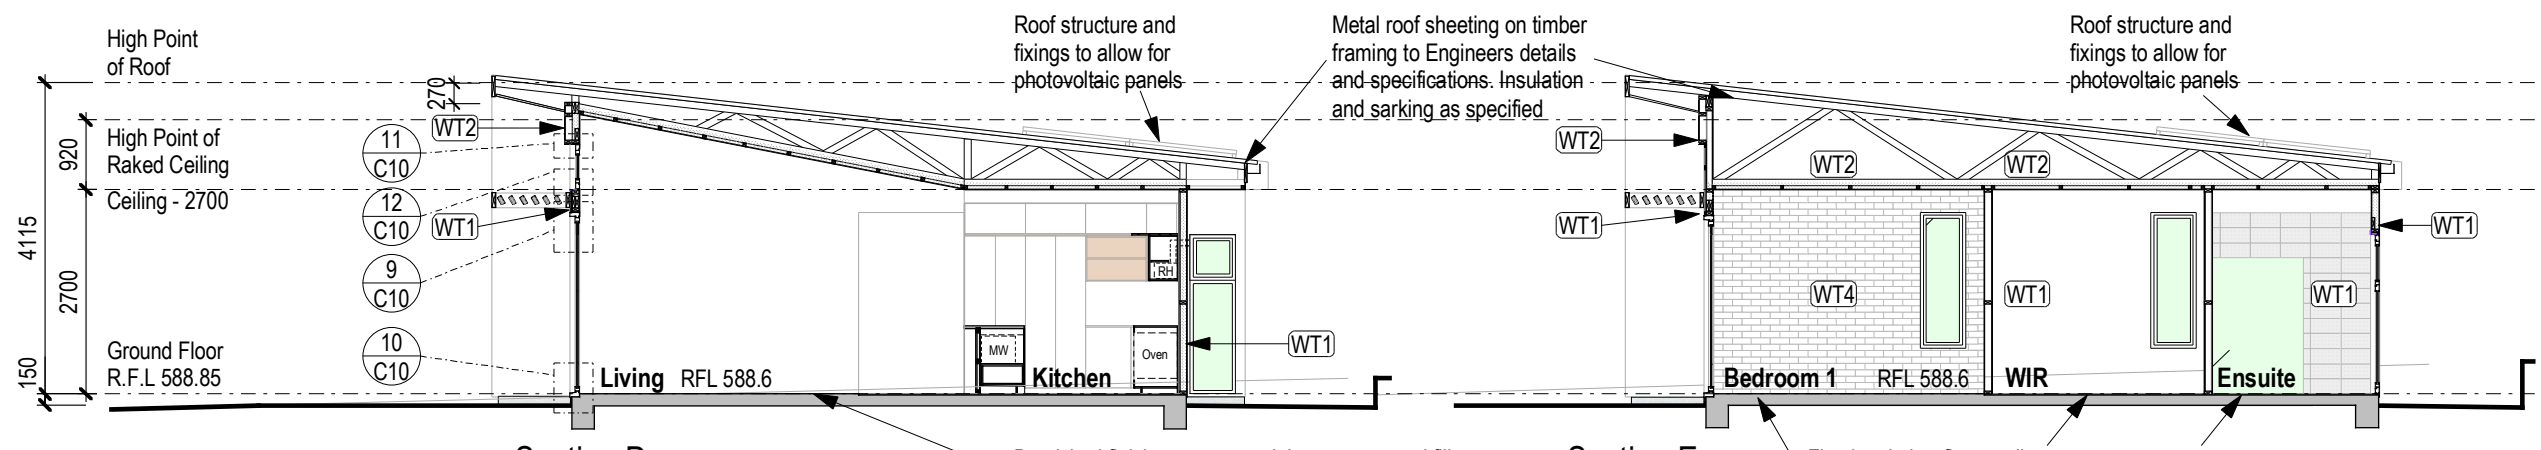 High Point
of Roof
High Point of
Raked Ceiling
Ceiling - 2700
Ground Floor
R.F.L 588.85
4115
150
920
2700
270
11
C10
12
C10
9
C10
10
C10
WT2
WT1
Roof structure and
fixings to allow for
photovoltaic panels
Metal roof sheeting on timber
framing to Engineers details
and specifications. Insulation
and sarking as specified
RH
MW
Oven
WT1
Living RFL 588.6
Kitchen
Roof structure and
fixings to allow for
photovoltaic panels
WT2
WT2
WT2
WT1
WT1
WT4
WT1
WT1
Bedroom 1 RFL 588.6
WIR
Ensuite